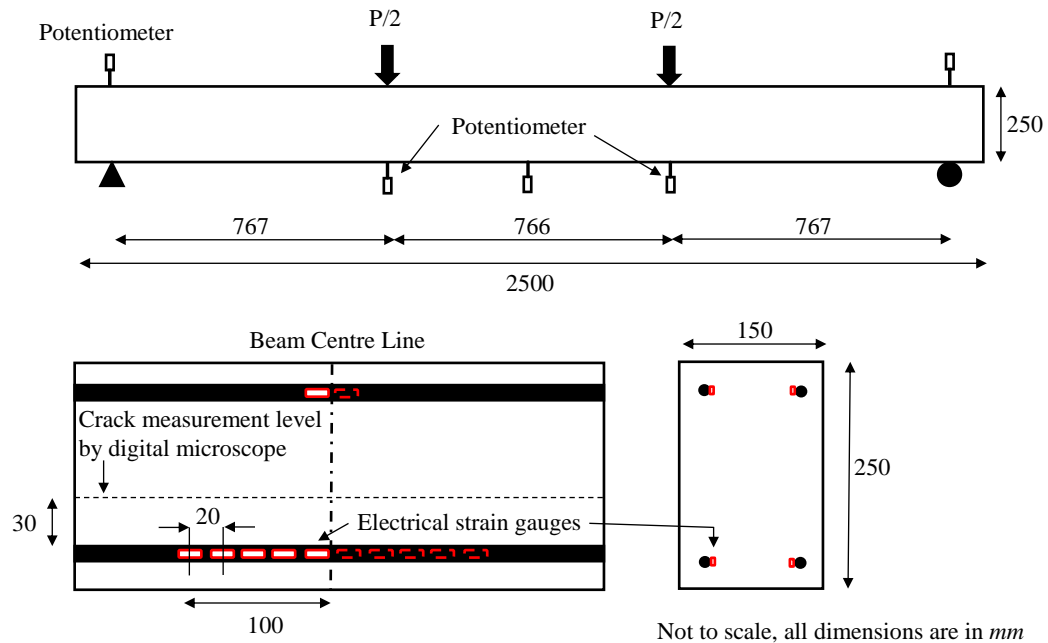 P/2
P/2
Potentiometer
Potentiometer
250
767
766
767
2500
Beam Centre Line
150
Crack measurement level
by digital microscope
250
30
20
Electrical strain gauges
100
Not to scale, all dimensions are in mm